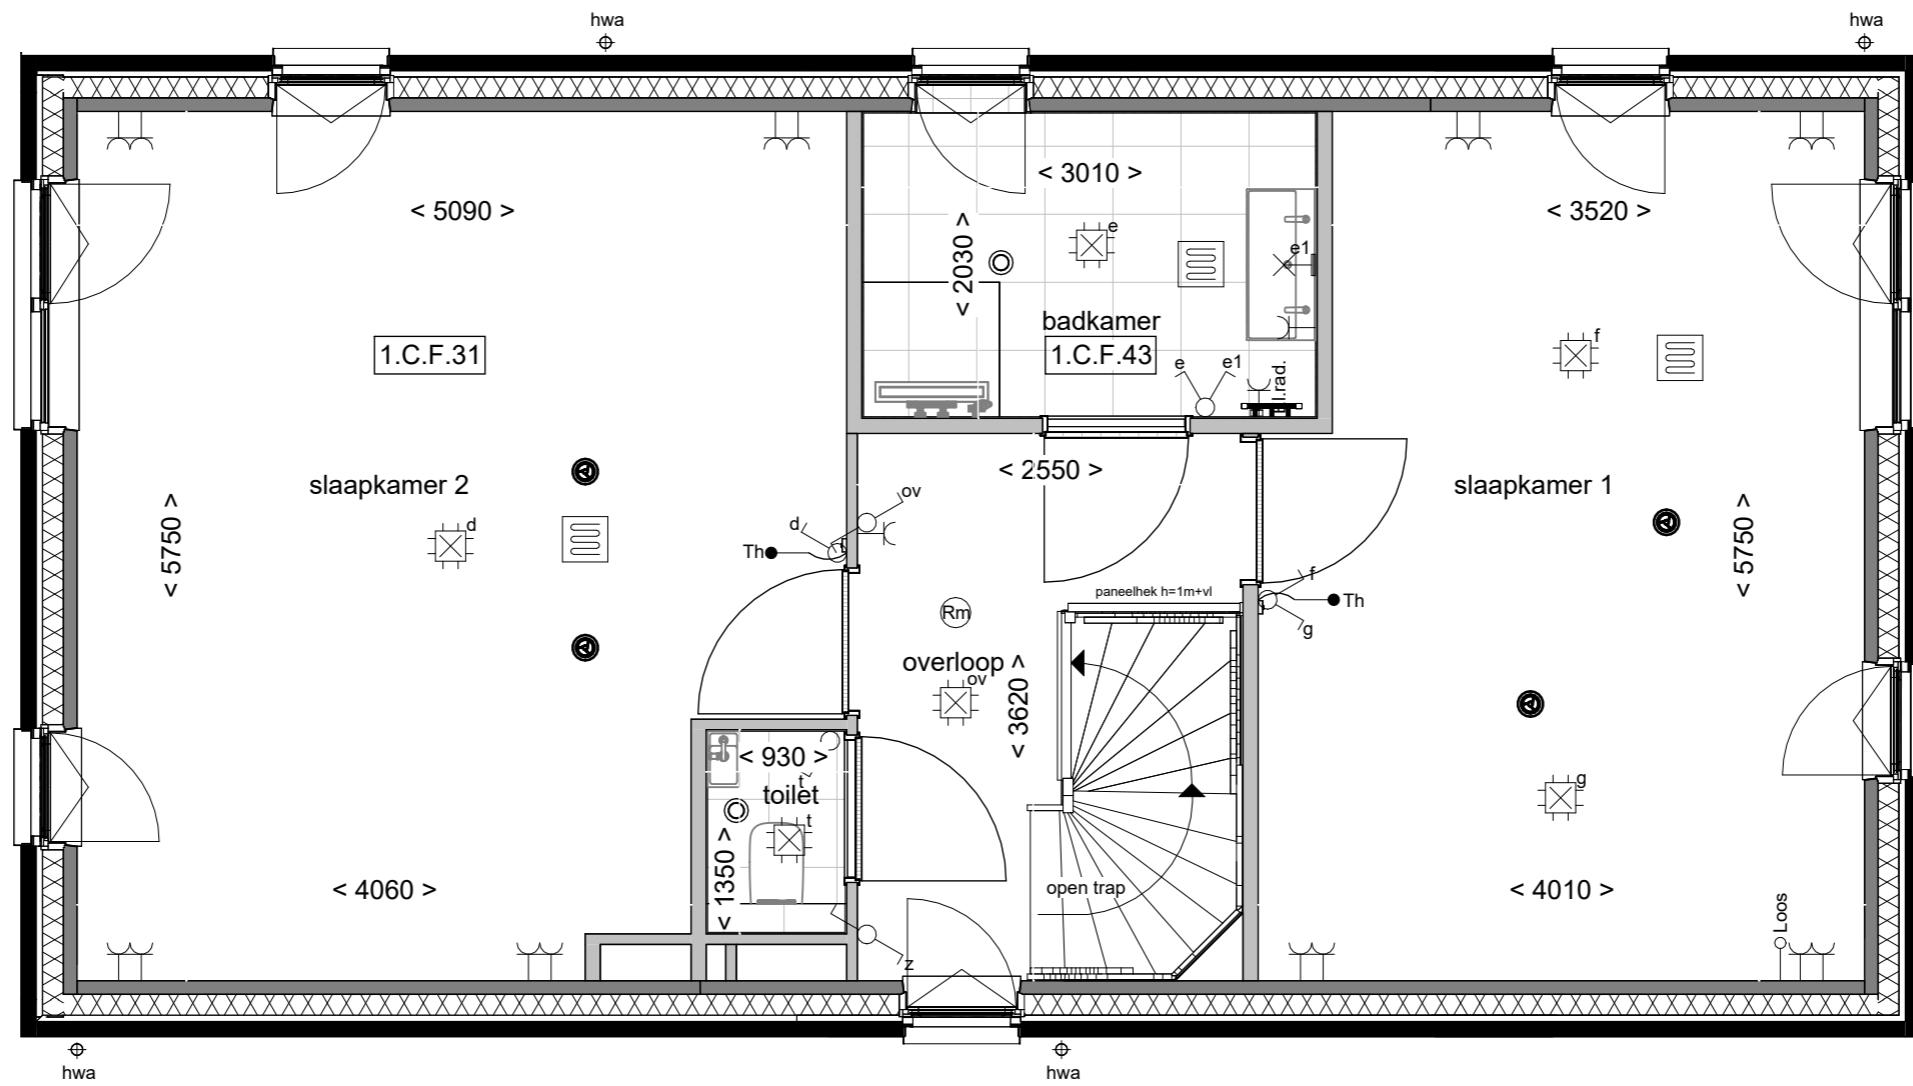 hwa
hwa
< 5090 >
< 3010 >
< 3520 >
< 2030 >
e
e1
badkamer
1.C.F.31
1.C.F.43
e
e1
l.rad.
f
slaapkamer 2
< 2550 >
slaapkamer 1
ov
d
d
Th
< 5750 >
< 5750 >
paneelhek h=1m+vl
f
Th
g
Rm
overloop
ov
< 3620 >
< 930 >
t
toilet
t
g
< 1350 >
< 4060 >
open trap
< 4010 >
Loos
z
hwa
hwa